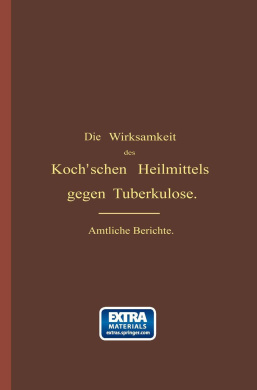 Die Wirksamkeit
des
Koch'schen Heilmittels
gegen Tuberkulose.
Amtliche Berichte.
EXTRA
MATERIALS
extras.springer.com